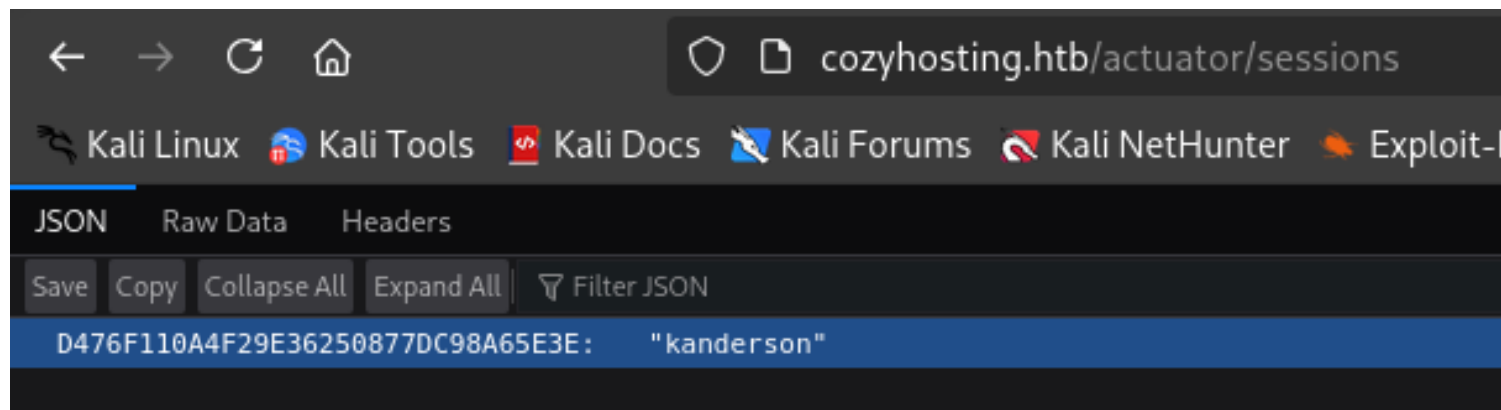 cozyhosting.htb/actuator/sessions
Kali Linux Kali Tools Kali Docs Kali Forums Kali NetHunter Exploit-
JSON Raw Data Headers
Save Copy Collapse All Expand All Filter JSON
D476F110A4F29E36250877DC98A65E3E: "kanderson"